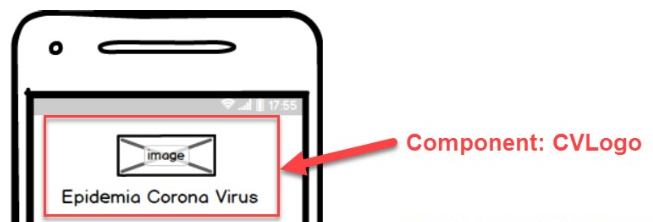 17:55
image
Component: CVLogo
Epidemia Corona Virus